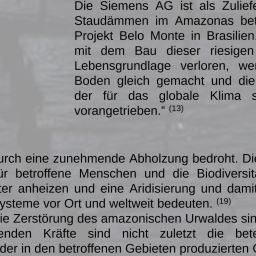 Die Siemens AG ist als Zuliefe
Staudämmen im Amazonas bet
Projekt Belo Monte in Brasilien.
mit dem Bau dieser riesigen
Lebensgrundlage verloren, we
Boden gleich gemacht und die
der für das globale Klima s
vorangetrieben.“ (13)
urch eine zunehmende Abholzung bedroht. Die
ür betroffene Menschen und die Biodiversitä
ter anheizen und eine Aridisierung und damit
systeme vor Ort und weltweit bedeuten. (19)
ie Zerstörung des amazonischen Urwaldes sin
enden Kräfte sind nicht zuletzt die bete
der in den betroffenen Gebieten produzierten